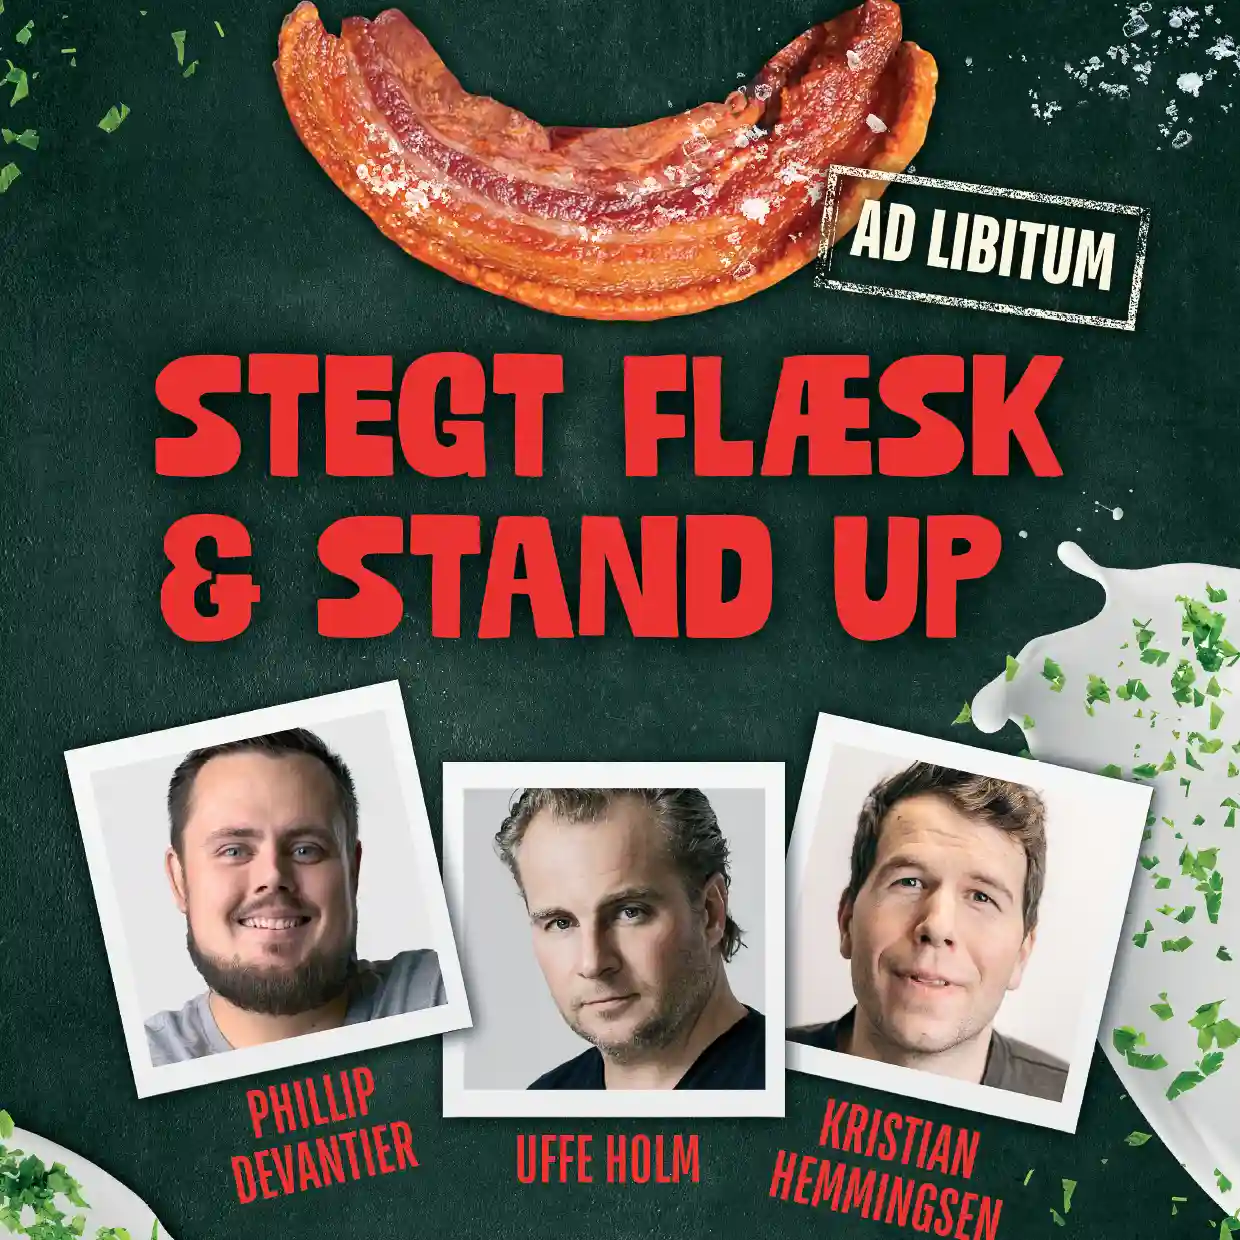 AD LIBITUM
STEGT FLÆSK
& STAND UP
PHILLIP
DEVANTIER
UFFE HOLM
KRISTIAN
HEMMINGSEN